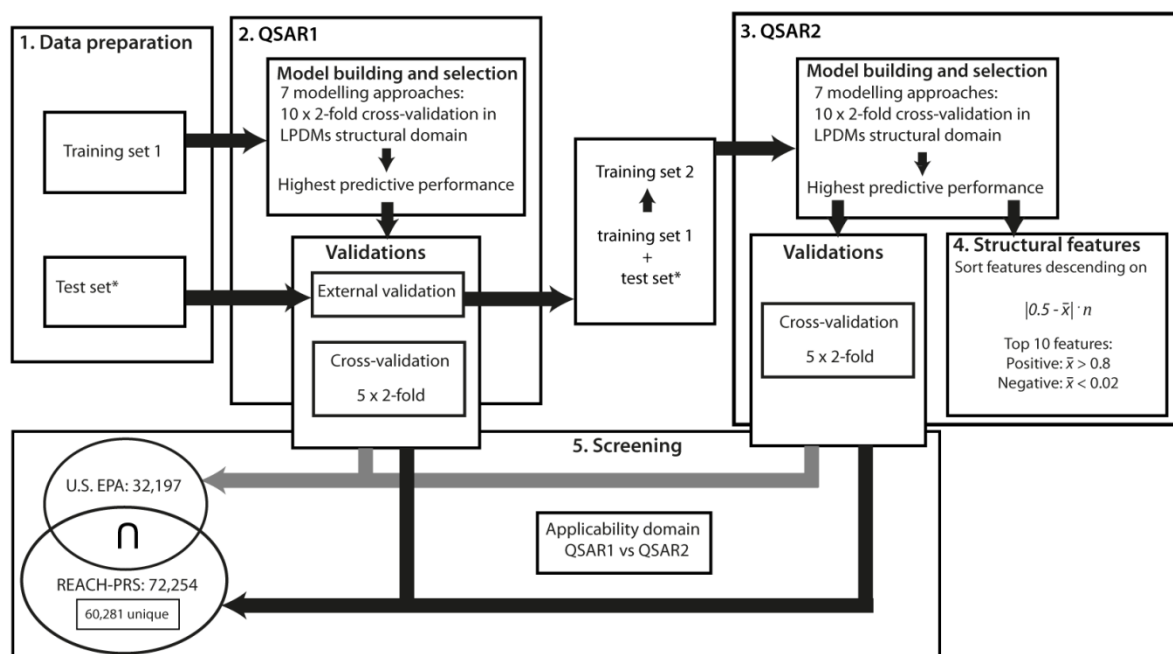 1. Data preparation
Training set 1
Test set*
2. QSAR1
Model building and selection
7 modelling approaches:
10 x 2-fold cross-validation in
LPDMs structural domain
Highest predictive performance
Validations
External validation
Cross-validation
5 x 2-fold
Training set 2
training set 1
+
test set*
3. QSAR2
Model building and selection
7 modelling approaches:
10 x 2-fold cross-validation in
LPDMs structural domain
Highest predictive performance
Validations
Cross-validation
5 x 2-fold
4. Structural features
Sort features descending on
|0.5 - x̄| · n
Top 10 features:
Positive: x̄ > 0.8
Negative: x̄ < 0.02
5. Screening
U.S. EPA: 32,197
∩
REACH-PRS: 72,254
60,281 unique
Applicability domain
QSAR1 vs QSAR2